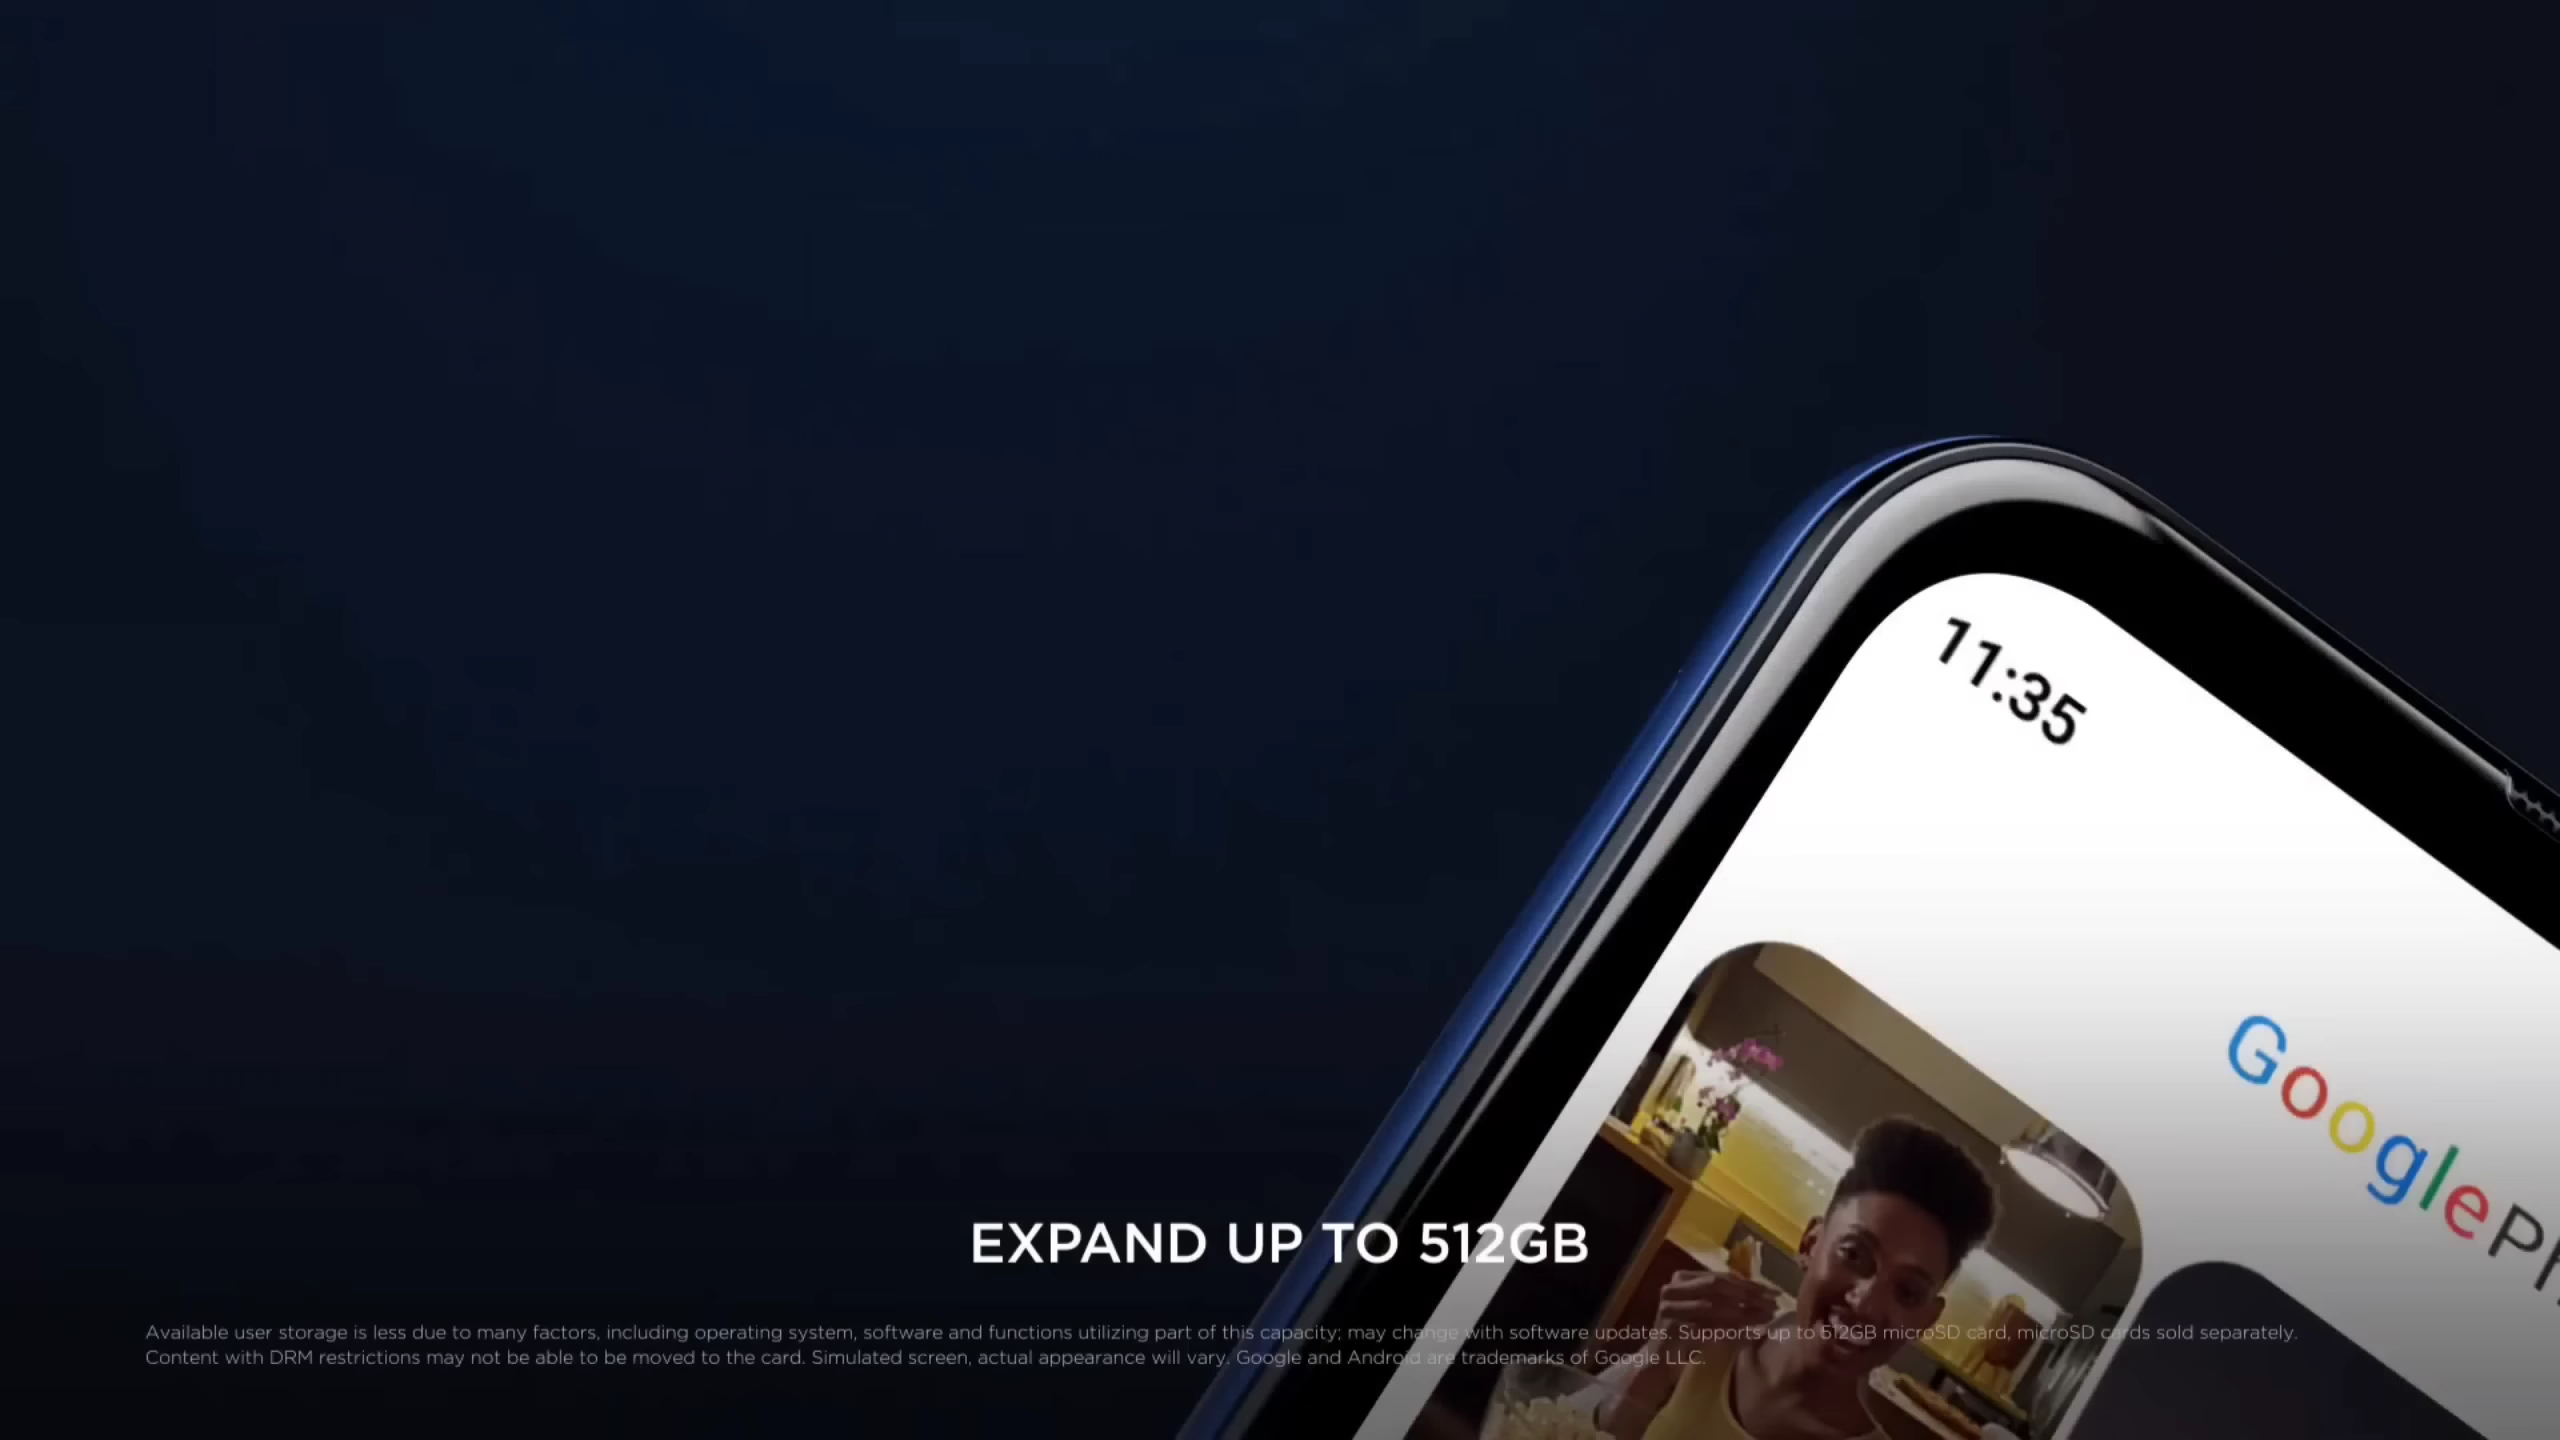 11:35
Google
EXPAND UP TO 512GB
Available user storage is less due to many factors, including operating system, software and functions utilizing part of this capacity; may change with software updates. Supports up to 512GB microSD card, microSD cards sold separately.
Content with DRM restrictions may not be able to be moved to the card. Simulated screen, actual appearance will vary. Google and Android are trademarks of Google LLC.